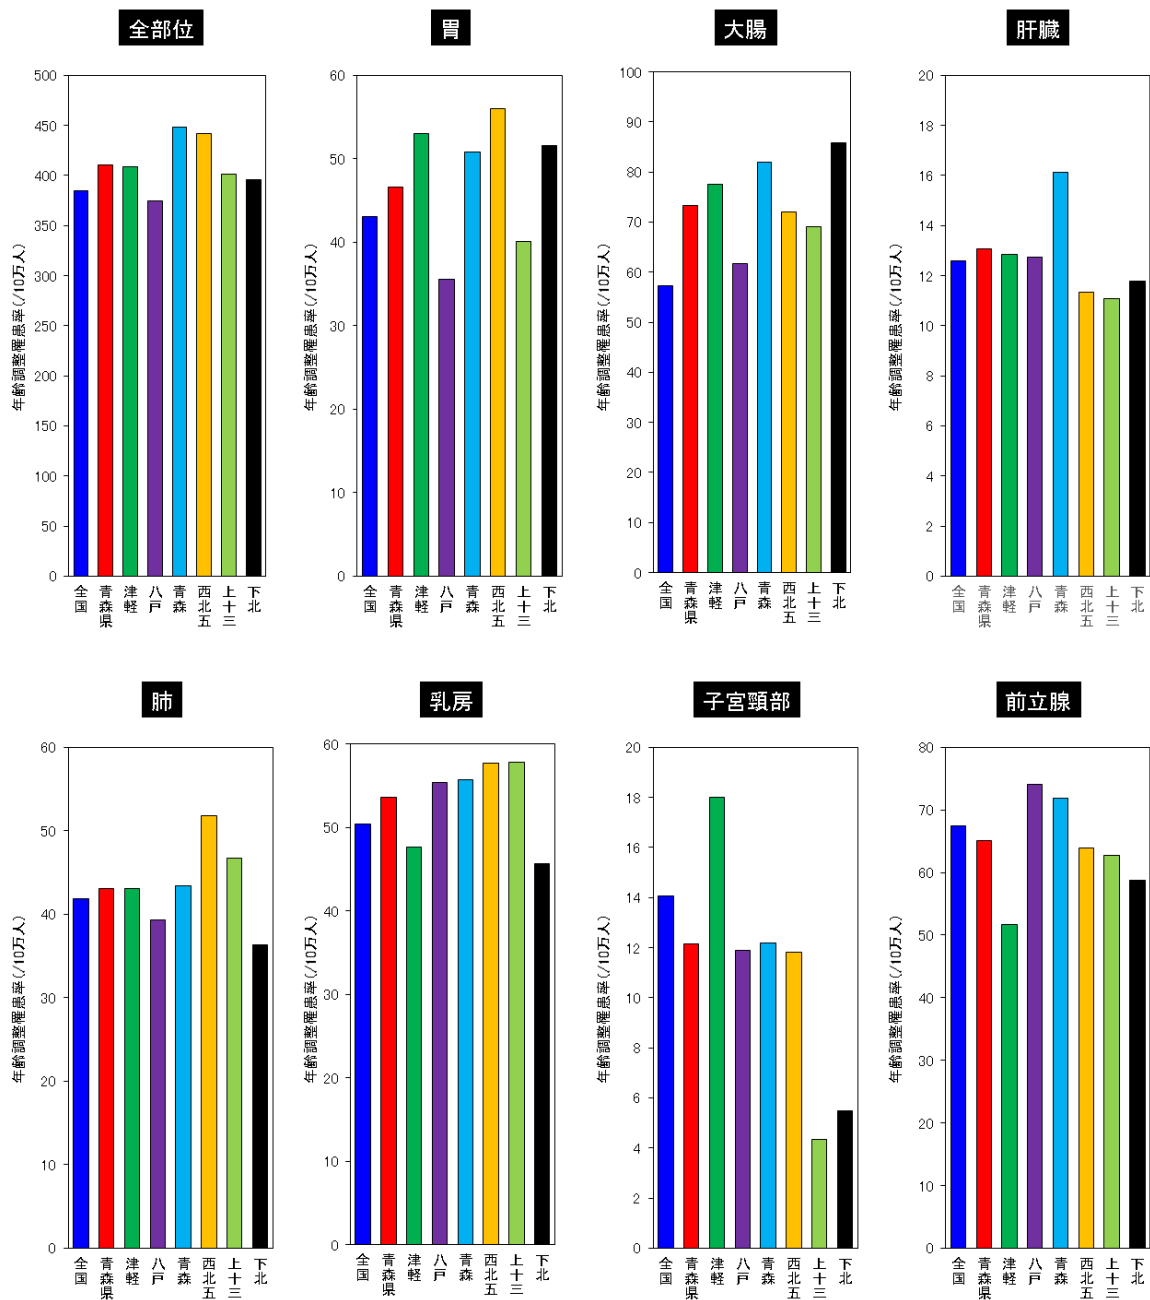 全部位
胃
大腸
肝臓
年齢調整罹患率(/10万人)
500
450
400
350
300
250
200
150
100
50
0
全国
青森県
津軽
八戸
青森
西北五
上十三
下北
年齢調整罹患率(/10万人)
60
50
40
30
20
10
0
全国
青森県
津軽
八戸
青森
西北五
上十三
下北
年齢調整罹患率(/10万人)
100
90
80
70
60
50
40
30
20
10
0
全国
青森県
津軽
八戸
青森
西北五
上十三
下北
年齢調整罹患率(/10万人)
20
18
16
14
12
10
8
6
4
2
0
全国
青森県
津軽
八戸
青森
西北五
上十三
下北
肺
乳房
子宮頸部
前立腺
年齢調整罹患率(/10万人)
60
50
40
30
20
10
0
全国
青森県
津軽
八戸
青森
西北五
上十三
下北
年齢調整罹患率(/10万人)
60
50
40
30
20
10
0
全国
青森県
津軽
八戸
青森
西北五
上十三
下北
年齢調整罹患率(/10万人)
20
18
16
14
12
10
8
6
4
2
0
全国
青森県
津軽
八戸
青森
西北五
上十三
下北
年齢調整罹患率(/10万人)
80
70
60
50
40
30
20
10
0
全国
青森県
津軽
八戸
青森
西北五
上十三
下北